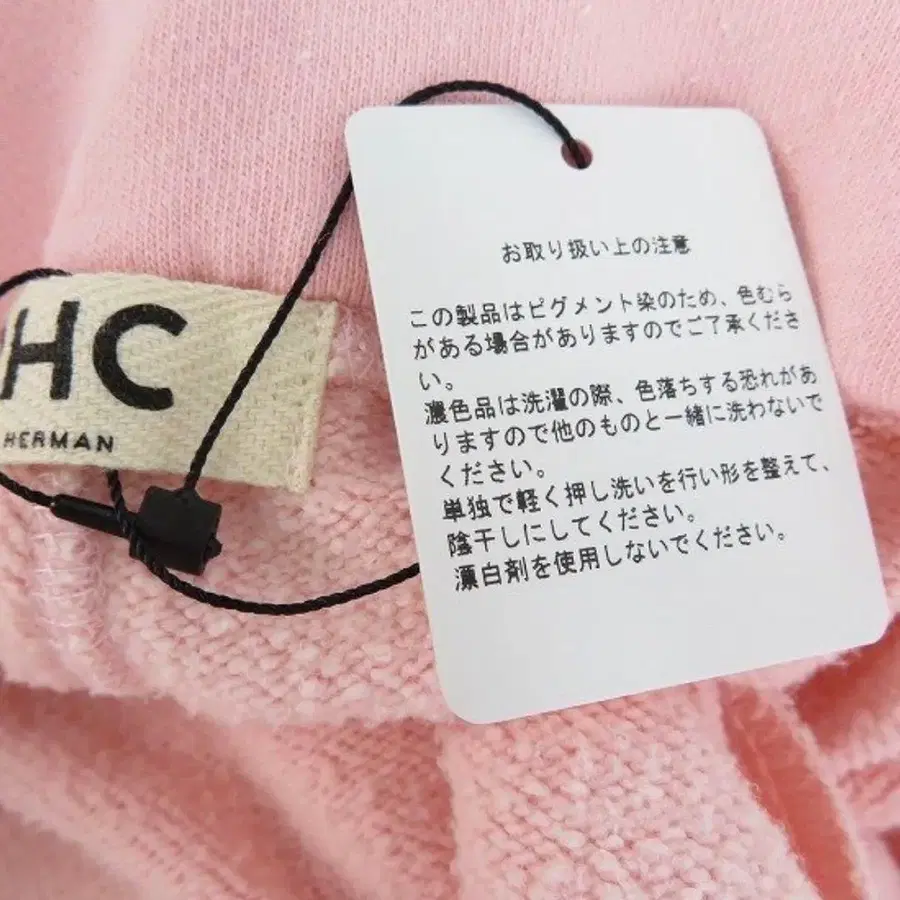 HC
HERMAN
お取り扱い上の注意
この製品はピグメント染のため、色むら
がある場合がありますのでご了承くださ
い。
濃色品は洗濯の際、色落ちする恐れがあ
りますので他のものと一緒に洗わないで
ください。
単独で軽く押し洗いを行い形を整えて、
陰干しにしてください。
漂白剤を使用しないでください。